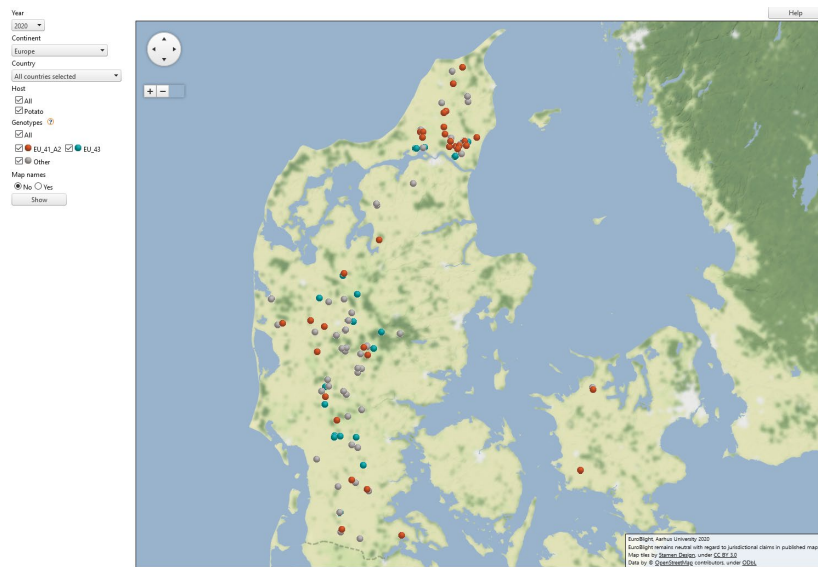 Year
2020
Continent
Europe
Country
All countries selected
Host
All
Potato
Genotypes ?
All
EU_41_A2 EU_43
Other
Map names
No Yes
Show
Help
+ −
EuroBlight, Aarhus University 2020
EuroBlight remains neutral with regard to jurisdictional claims in published map
Map tiles by Stamen Design, under CC BY 3.0
Data by © OpenStreetMap contributors, under ODbL